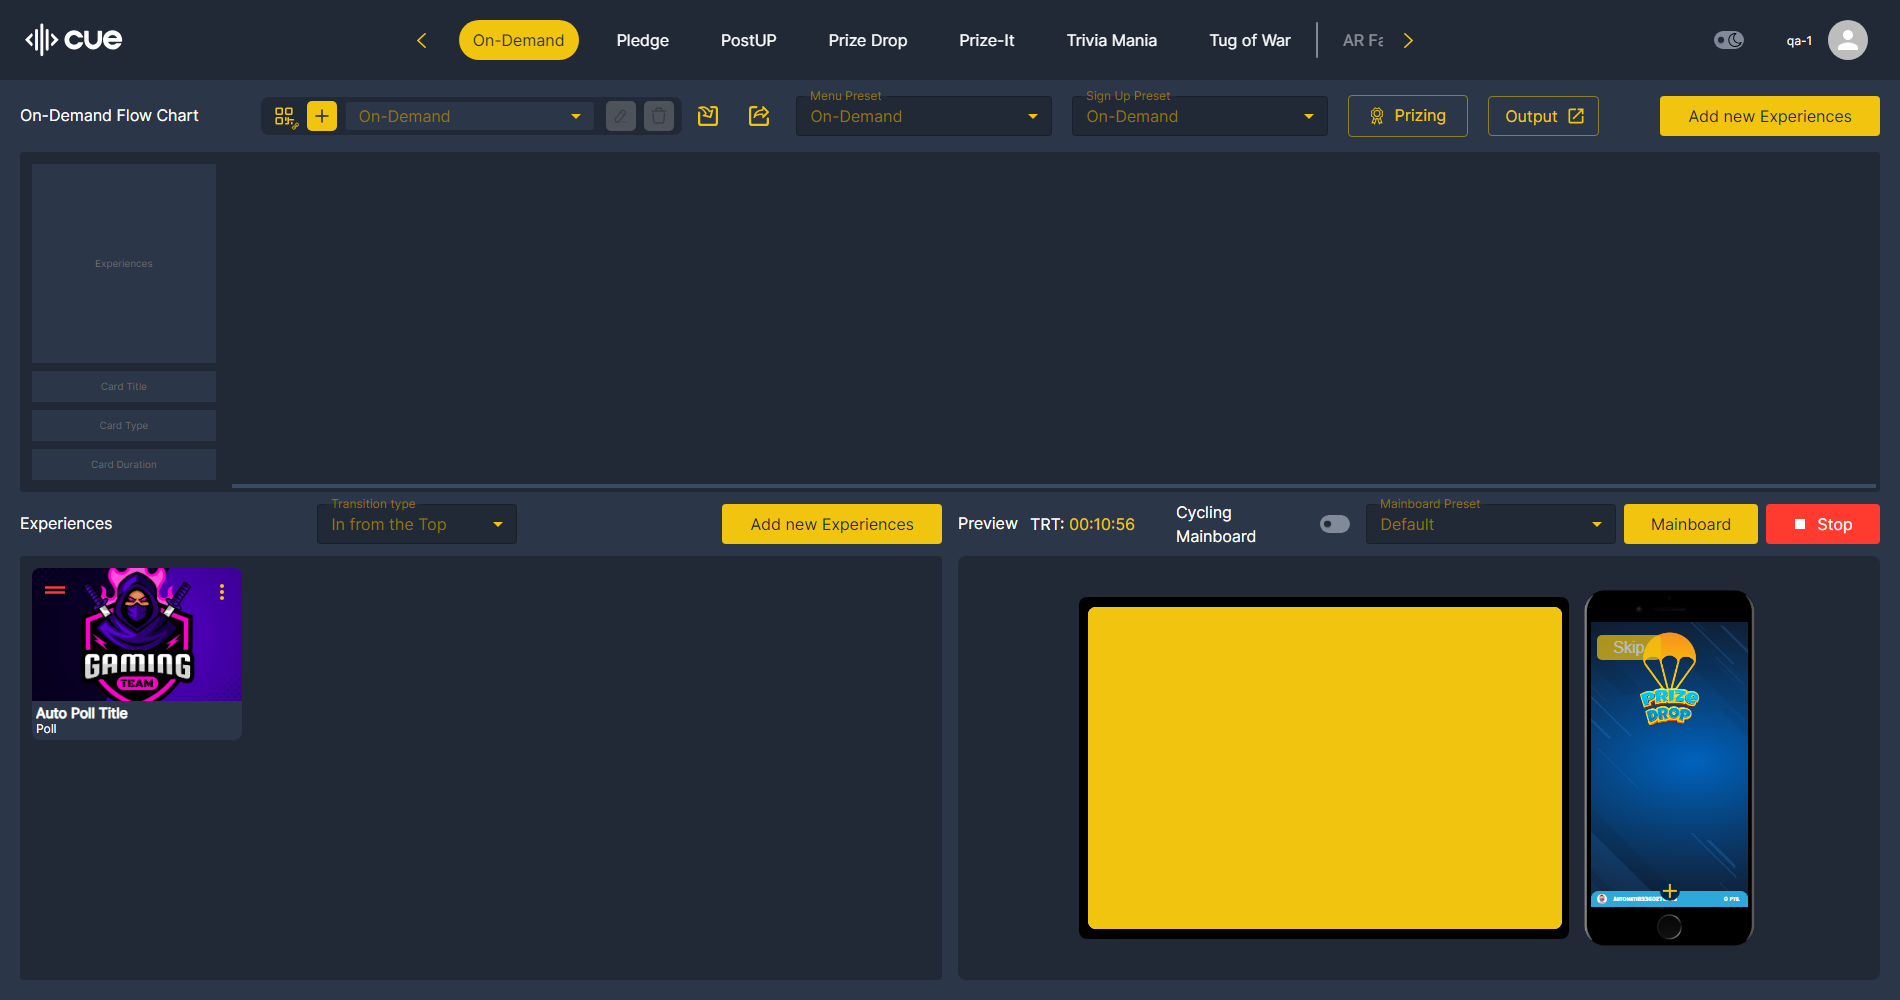 cue
On-Demand
Pledge
PostUP
Prize Drop
Prize-It
Trivia Mania
Tug of War
AR Fa
qa-1
On-Demand Flow Chart
On-Demand
Menu Preset
On-Demand
Sign Up Preset
On-Demand
Prizing
Output
Add new Experiences
Experiences
Card Title
Card Type
Card Duration
Experiences
Transition type
In from the Top
Add new Experiences
Preview
TRT: 00:10:56
Cycling
Mainboard
Mainboard Preset
Default
Mainboard
Stop
GAMING
TEAM
Auto Poll Title
Poll
Skip
PRIZE
DROP
0 PTS.